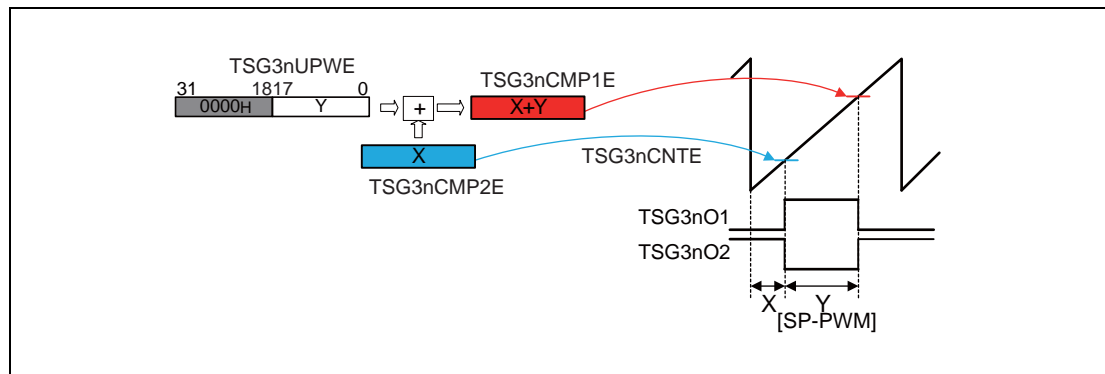 TSG3nUPWE
31 1817 0
0000H Y
+
TSG3nCMP1E
X+Y
X
TSG3nCMP2E
TSG3nCNTE
TSG3nO1
TSG3nO2
X Y
[SP-PWM]